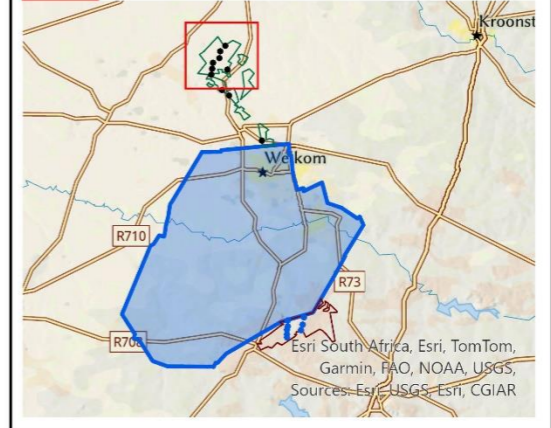 Kroonst
Welkom
R710
R73
R708
Esri South Africa, Esri, TomTom,
Garmin, FAO, NOAA, USGS,
Sources: Esri, USGS, Esri, CGIAR